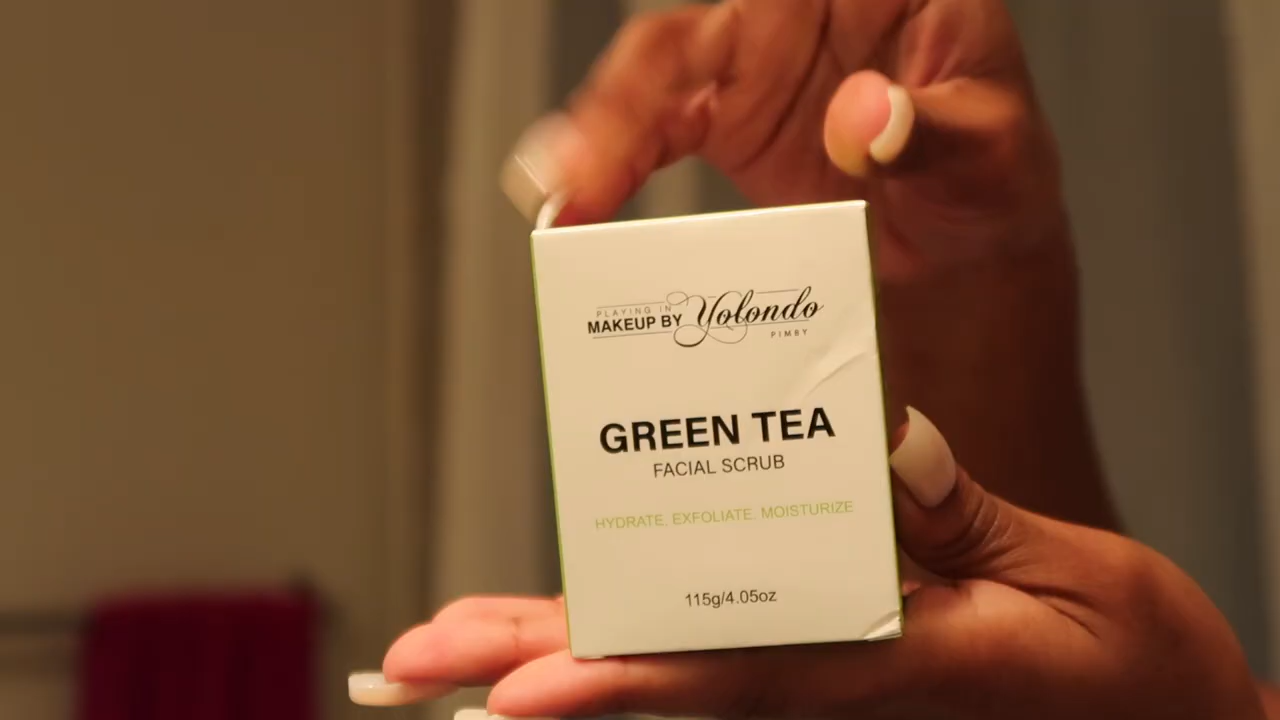 PLAYING IN
MAKEUP BY Yolondo
PIMBY
GREEN TEA
FACIAL SCRUB
HYDRATE, EXFOLIATE, MOISTURIZE
115g/4.05oz